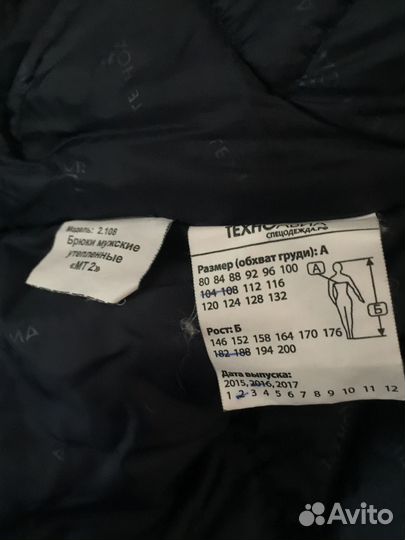 Модель: 2.108
Брюки мужские
утепленные
«МТ 2»
ТЕХНОАВИА
СПЕЦОДЕЖДА.РФ
Размер (обхват груди): А
80 84 88 92 96 100
104 108 112 116
120 124 128 132
А
Б
Рост: Б
146 152 158 164 170 176
182 188 194 200
Дата выпуска:
2015, 2016, 2017
1 2 3 4 5 6 7 8 9 10 11 12
Avito